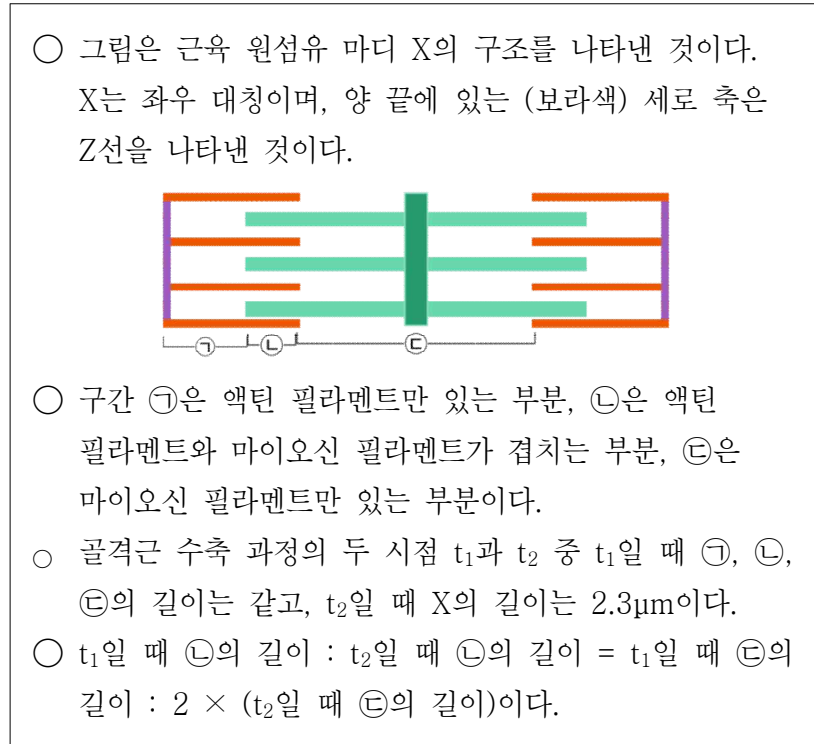 ○ 그림은 근육 원섬유 마디 X의 구조를 나타낸 것이다.
X는 좌우 대칭이며, 양 끝에 있는 (보라색) 세로 축은
Z선을 나타낸 것이다.
㉠ ㉡ ㉢
○ 구간 ㉠은 액틴 필라멘트만 있는 부분, ㉡은 액틴
필라멘트와 마이오신 필라멘트가 겹치는 부분, ㉢은
마이오신 필라멘트만 있는 부분이다.
○ 골격근 수축 과정의 두 시점 t₁과 t₂ 중 t₁일 때 ㉠, ㉡,
㉢의 길이는 같고, t₂일 때 X의 길이는 2.3μm이다.
○ t₁일 때 ㉡의 길이 : t₂일 때 ㉡의 길이 = t₁일 때 ㉢의
길이 : 2 × (t₂일 때 ㉢의 길이)이다.